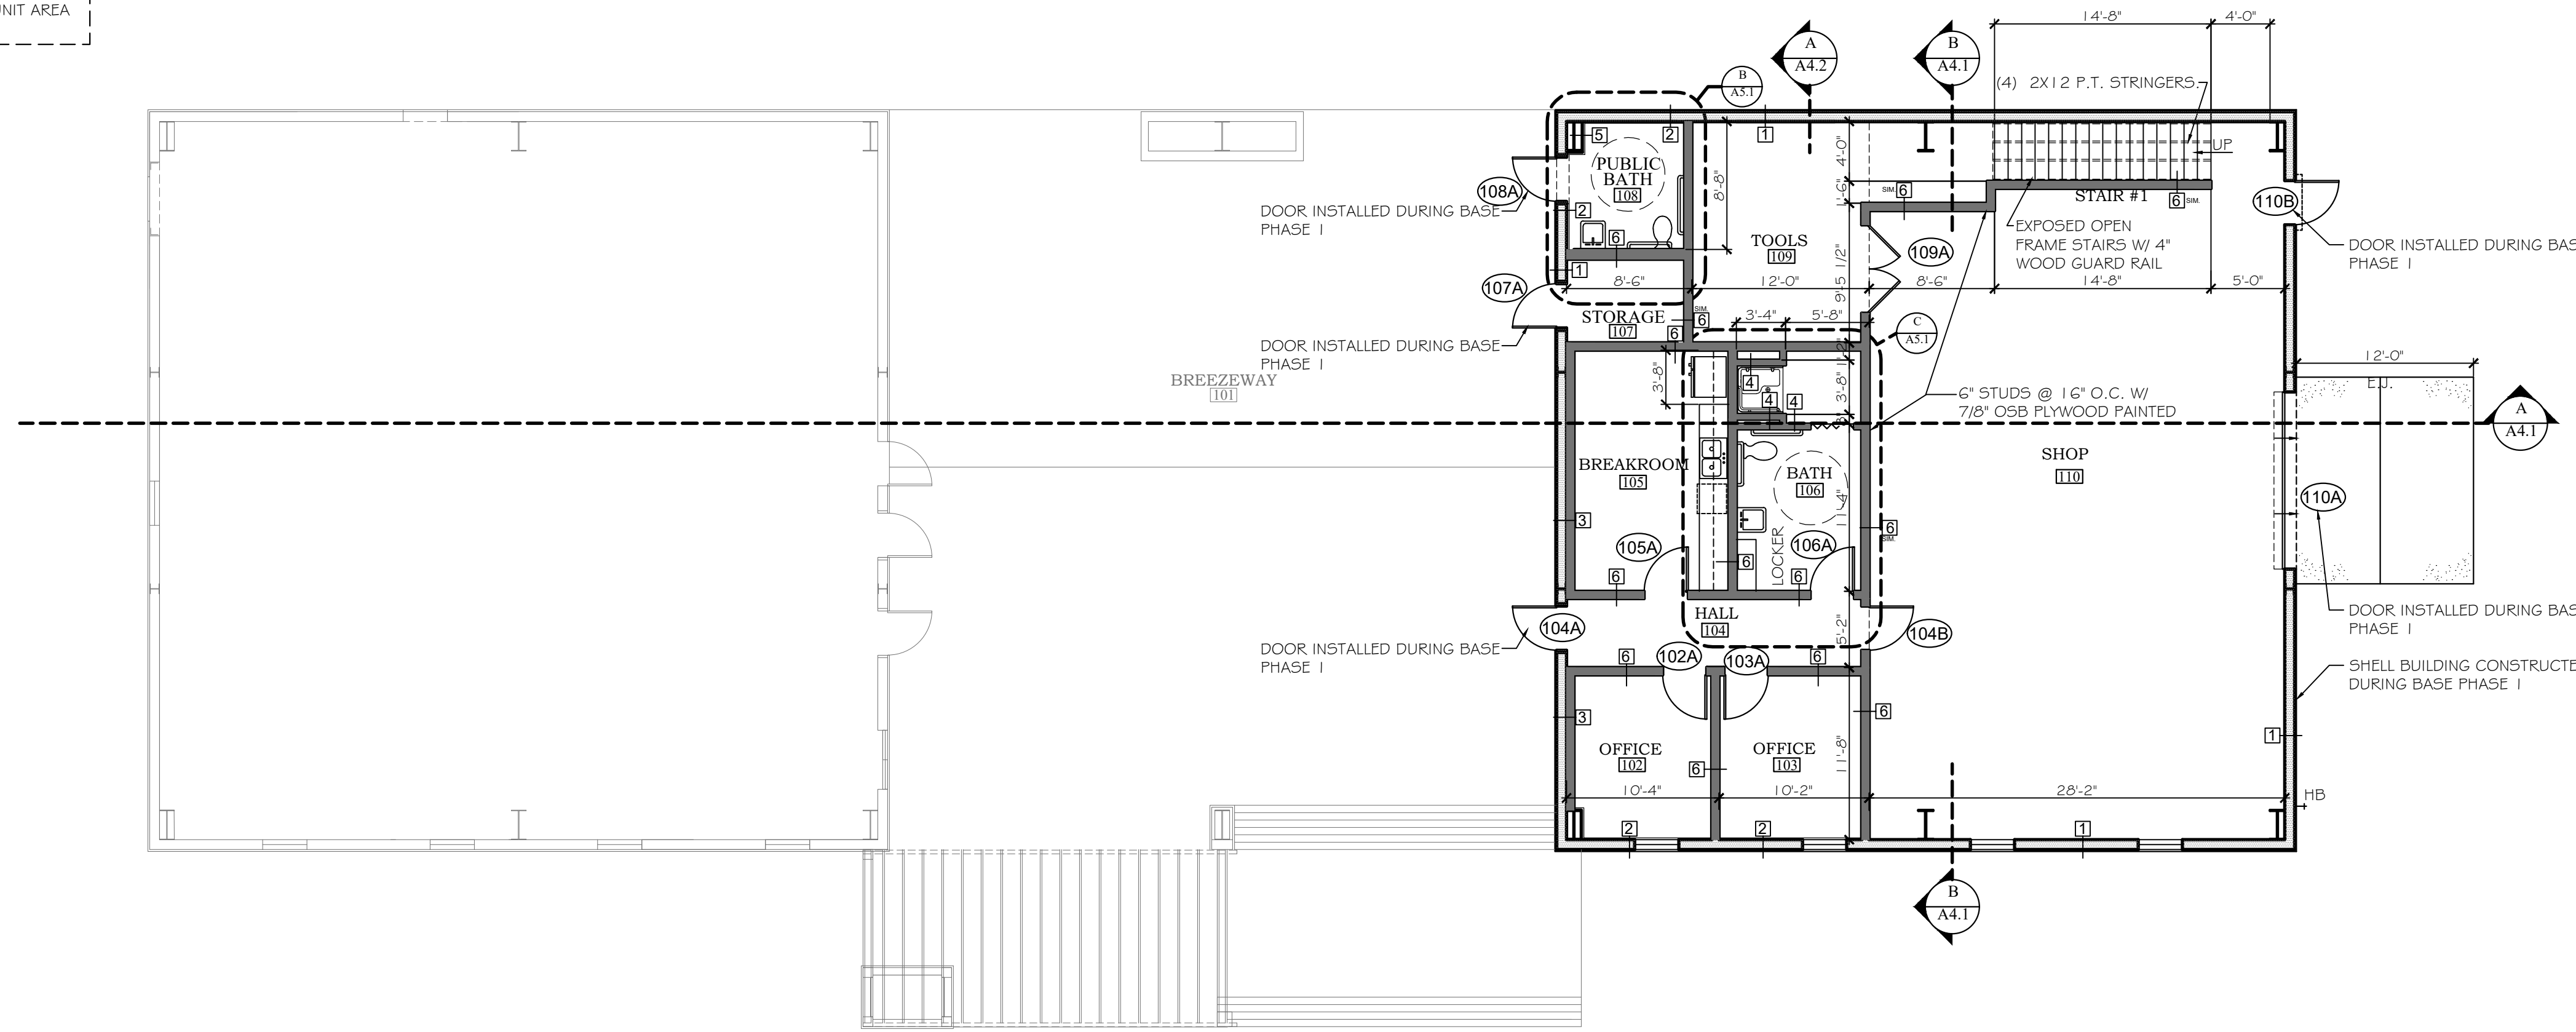 UNIT AREA
14'-8"
4'-0"
A
A4.2
B
A4.1
B
A5.1
(4) 2X12 P.T. STRINGERS
5
2
1
UP
PUBLIC
BATH
108
8'-8"
4'-0"
1'-6"
SIM.
6
STAIR #1
6
SIM.
108A
110B
DOOR INSTALLED DURING BASE
PHASE 1
2
6
TOOLS
109
109A
EXPOSED OPEN
FRAME STAIRS W/ 4"
WOOD GUARD RAIL
DOOR INSTALLED DURING
PHASE 1
1
107A
8'-6"
12'-0"
9'-5 1/2"
8'-6"
14'-8"
5'-0"
STORAGE
107
SIM.
6
3'-4"
5'-8"
C
A5.1
6
DOOR INSTALLED DURING BASE
PHASE 1
1'-2"
12'-0"
E.J.
BREEZEWAY
101
3'-8"
4
3'-8"
4
4
6" STUDS @ 16" O.C. W/
7/8" OSB PLYWOOD PAINTED
A
A4.1
SHOP
110
BREAKROOM
105
BATH
106
11'-4"
110A
3
6
SIM.
105A
106A
LOCKER
6
6
6
HALL
104
104A
104B
5'-2"
DOOR INSTALLED DURING BASE
PHASE 1
DOOR INSTALLED DURING
PHASE 1
6
102A
103A
6
SHELL BUILDING
DURING BASE PHASE 1
3
6
1
OFFICE
102
OFFICE
103
11'-8"
6
10'-4"
10'-2"
28'-2"
HB
2
2
1
B
A4.1